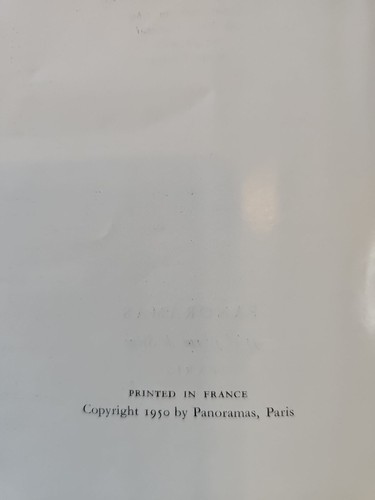 PRINTED IN FRANCE
Copyright 1950 by Panoramas, Paris